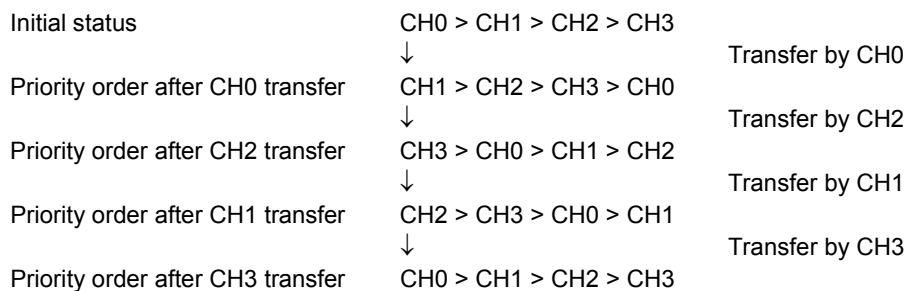 Initial status CH0 > CH1 > CH2 > CH3
↓ Transfer by CH0
Priority order after CH0 transfer CH1 > CH2 > CH3 > CH0
↓ Transfer by CH2
Priority order after CH2 transfer CH3 > CH0 > CH1 > CH2
↓ Transfer by CH1
Priority order after CH1 transfer CH2 > CH3 > CH0 > CH1
↓ Transfer by CH3
Priority order after CH3 transfer CH0 > CH1 > CH2 > CH3